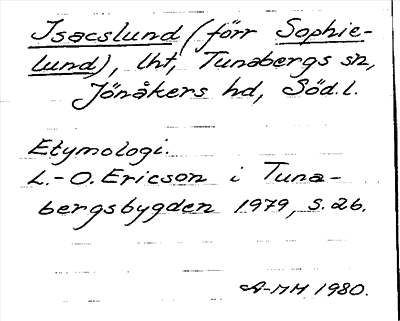 Isacslund (förr Sophie-
lund), lht, Tunabergs sn,
Jönåkers hd, Söd.l.
Etymologi.
L.-O. Ericson i Tuna-
bergsbygden 1979, s. 26.
A-MH 1980.